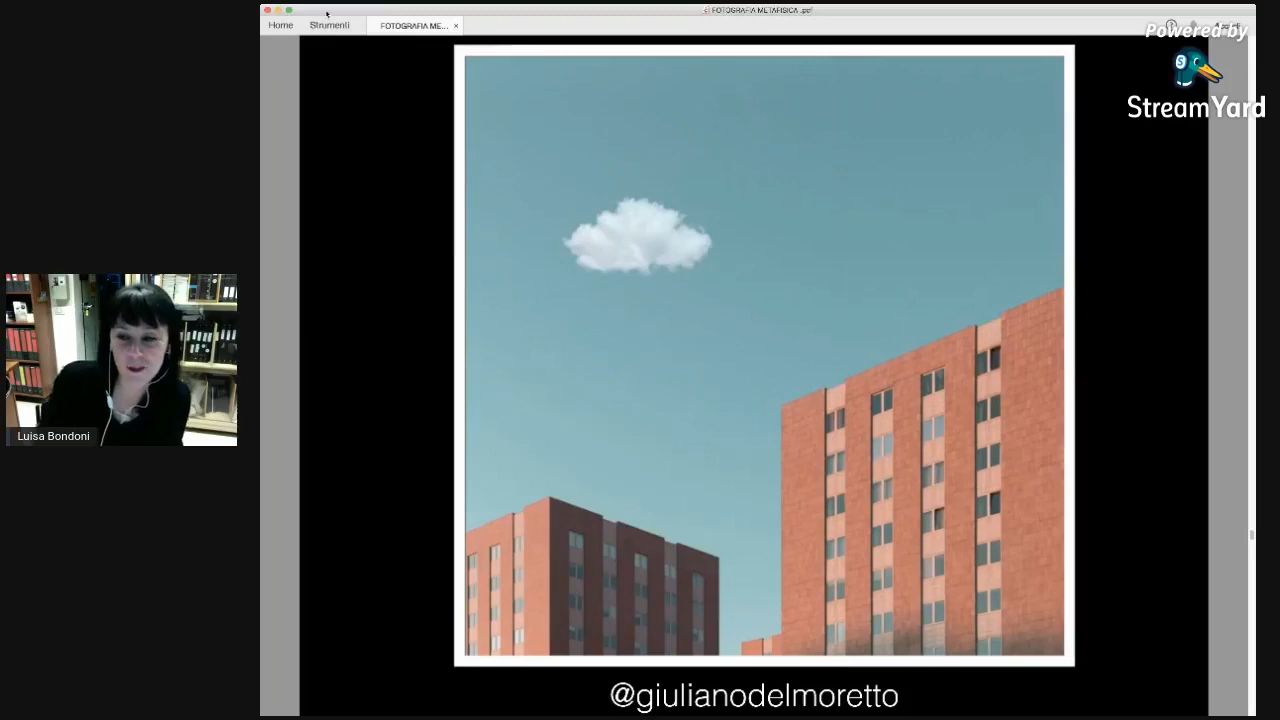 FOTOGRAFIA METAFISICA .pdf
Home
Strumenti
FOTOGRAFIA ME...
Powered by
StreamYard
Luisa Bondoni
@giulianodelmoretto